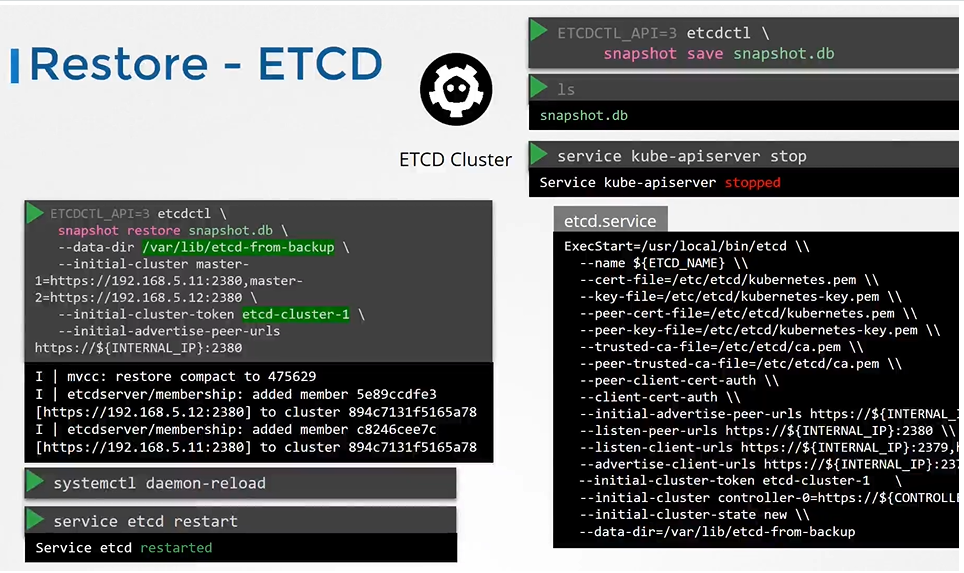 Restore - ETCD
ETCD Cluster
ETCDCTL_API=3 etcdctl \
snapshot save snapshot.db
ls
snapshot.db
service kube-apiserver stop
Service kube-apiserver stopped
ETCDCTL_API=3 etcdctl \
snapshot restore snapshot.db \
--data-dir /var/lib/etcd-from-backup \
--initial-cluster master-
1=https://192.168.5.11:2380,master-
2=https://192.168.5.12:2380 \
--initial-cluster-token etcd-cluster-1 \
--initial-advertise-peer-urls
https://${INTERNAL_IP}:2380
I | mvcc: restore compact to 475629
I | etcdserver/membership: added member 5e89ccdfe3
[https://192.168.5.12:2380] to cluster 894c7131f5165a78
I | etcdserver/membership: added member c8246cee7c
[https://192.168.5.11:2380] to cluster 894c7131f5165a78
systemctl daemon-reload
service etcd restart
Service etcd restarted
etcd.service
ExecStart=/usr/local/bin/etcd \\
--name ${ETCD_NAME} \\
--cert-file=/etc/etcd/kubernetes.pem \\
--key-file=/etc/etcd/kubernetes-key.pem \\
--peer-cert-file=/etc/etcd/kubernetes.pem \\
--peer-key-file=/etc/etcd/kubernetes-key.pem \\
--trusted-ca-file=/etc/etcd/ca.pem \\
--peer-trusted-ca-file=/etc/etcd/ca.pem \\
--peer-client-cert-auth \\
--client-cert-auth \\
--initial-advertise-peer-urls https://${INTERNAL_
--listen-peer-urls https://${INTERNAL_IP}:2380 \\
--listen-client-urls https://${INTERNAL_IP}:2379,
--advertise-client-urls https://${INTERNAL_IP}:237
--initial-cluster-token etcd-cluster-1 \
--initial-cluster controller-0=https://${CONTROLLE
--initial-cluster-state new \\
--data-dir=/var/lib/etcd-from-backup